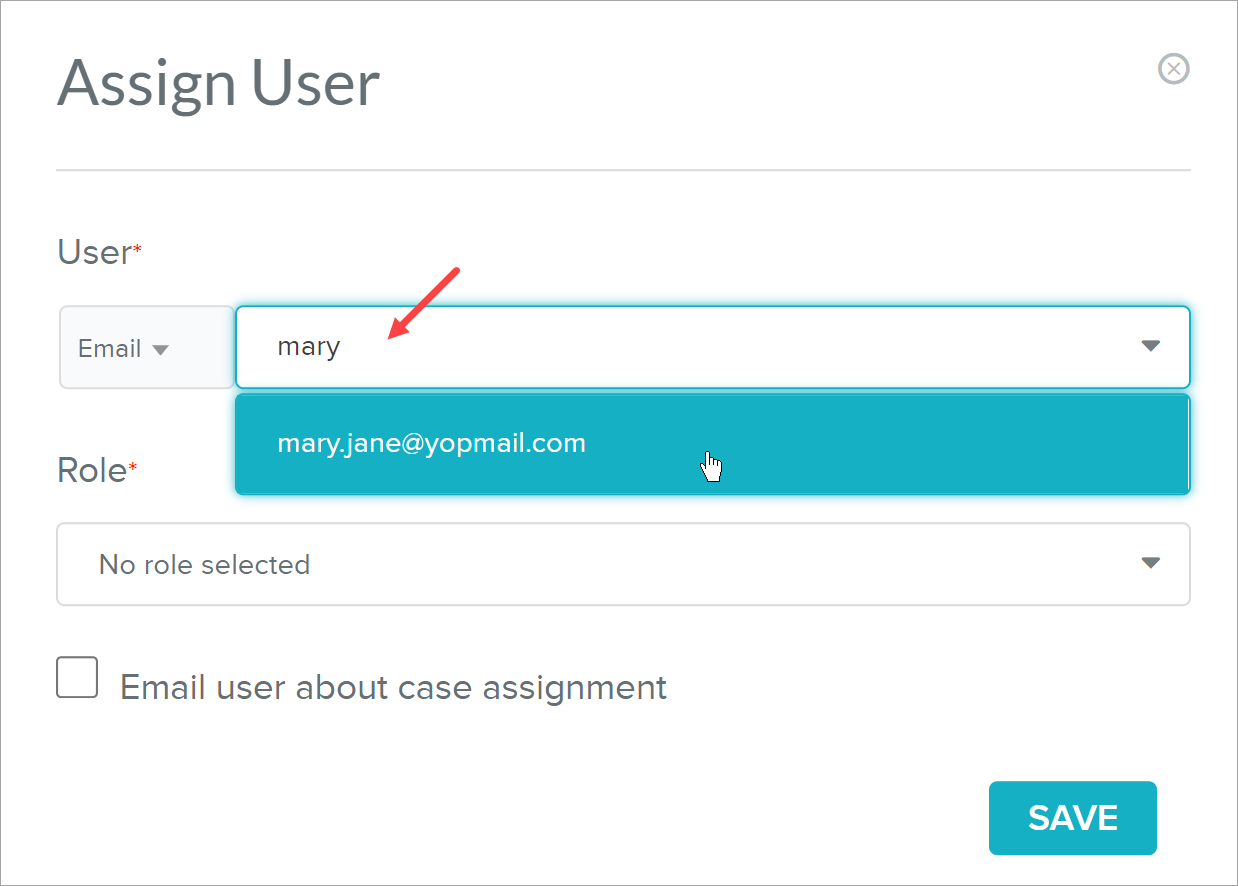 Assign User
User*
Email
mary
mary.jane@yopmail.com
Role*
No role selected
Email user about case assignment
SAVE